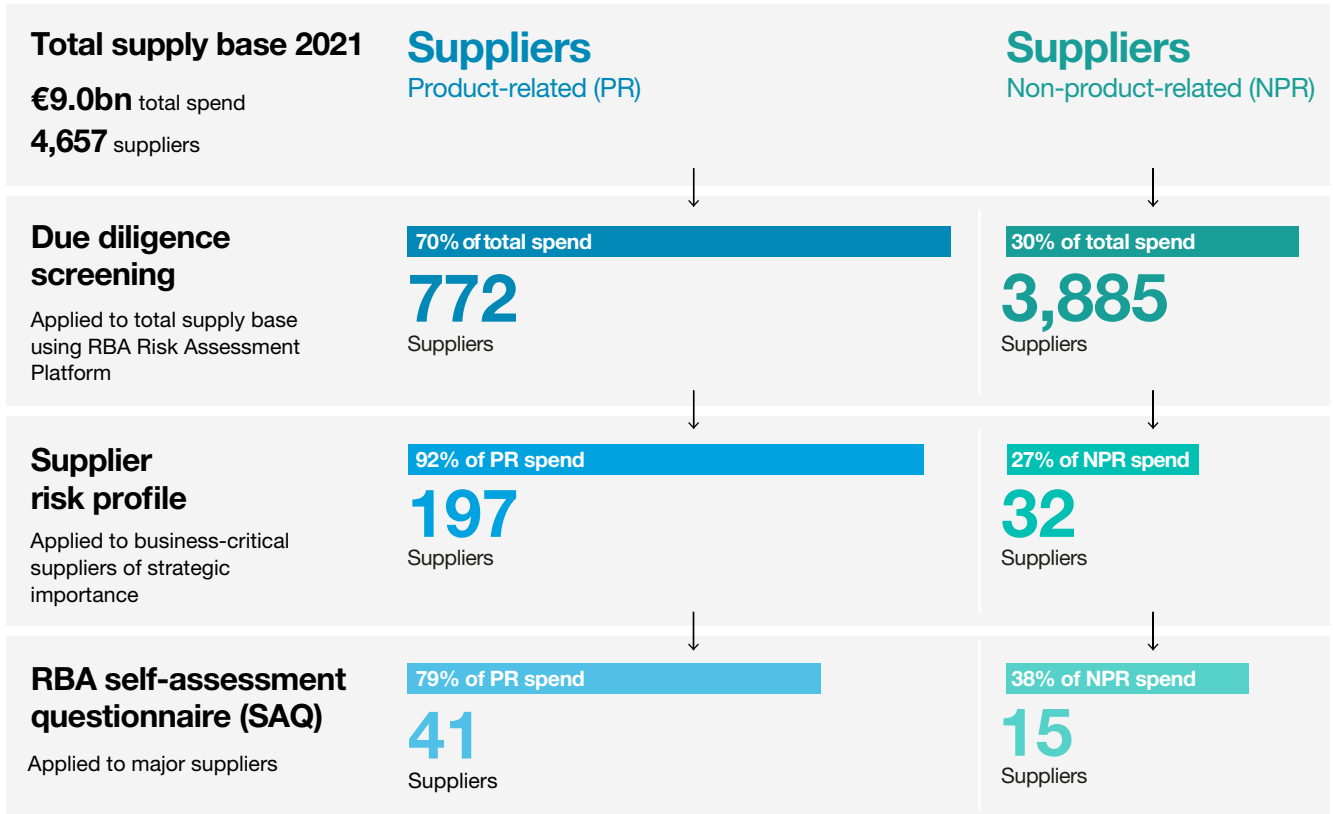 Total supply base 2021
€9.0bn total spend
4,657 suppliers
Suppliers
Product-related (PR)
Suppliers
Non-product-related (NPR)
Due diligence
screening
Applied to total supply base
using RBA Risk Assessment
Platform
70% of total spend
772
Suppliers
30% of total spend
3,885
Suppliers
Supplier
risk profile
Applied to business-critical
suppliers of strategic
importance
92% of PR spend
197
Suppliers
27% of NPR spend
32
Suppliers
RBA self-assessment
questionnaire (SAQ)
Applied to major suppliers
79% of PR spend
41
Suppliers
38% of NPR spend
15
Suppliers